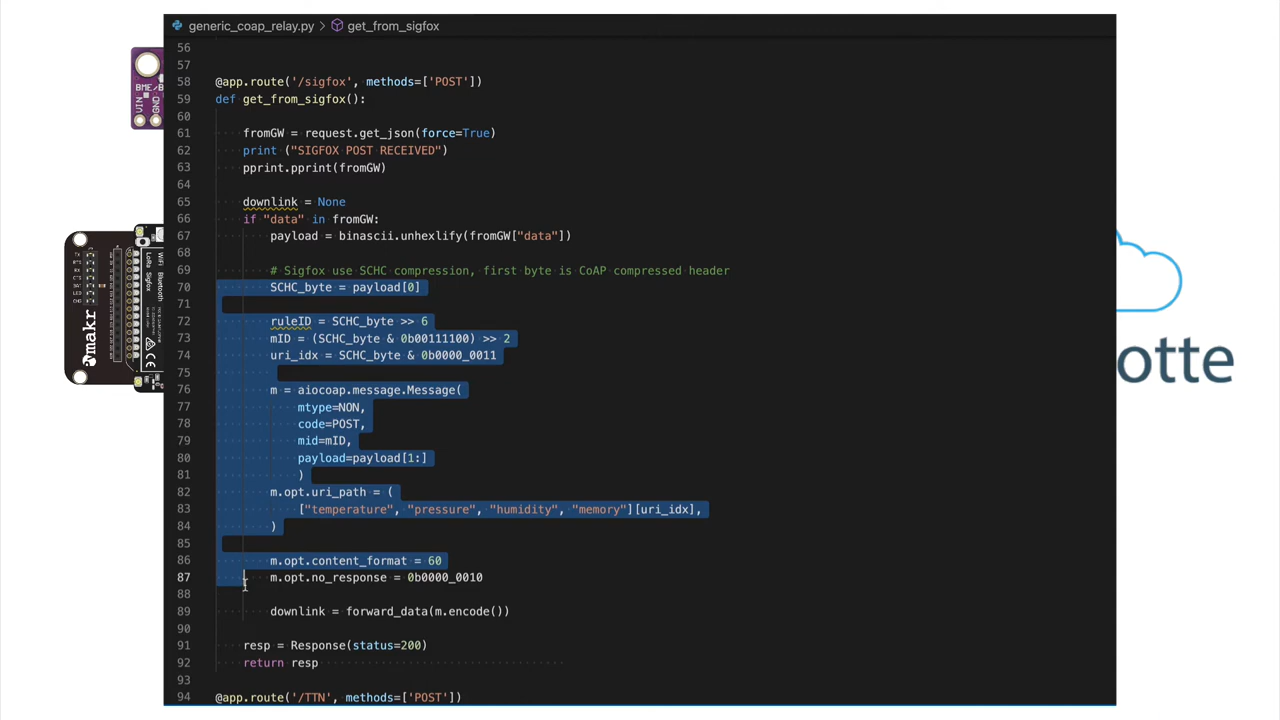 generic_coap_relay.py > get_from_sigfox
56
57
58 @app.route('/sigfox', methods=['POST'])
59 def get_from_sigfox():
60
61 fromGW = request.get_json(force=True)
62 print ("SIGFOX POST RECEIVED")
63 pprint.pprint(fromGW)
64
65 downlink = None
66 if "data" in fromGW:
67 payload = binascii.unhexlify(fromGW["data"])
68
69 # Sigfox use SCHC compression, first byte is CoAP compressed header
70 SCHC_byte = payload[0]
71
72 ruleID = SCHC_byte >> 6
73 mID = (SCHC_byte & 0b00111100) >> 2
74 uri_idx = SCHC_byte & 0b0000_0011
75
76 m = aiocoap.message.Message(
77 mtype=NON,
78 code=POST,
79 mid=mID,
80 payload=payload[1:]
81 )
82 m.opt.uri_path = (
83 ["temperature", "pressure", "humidity", "memory"][uri_idx],
84 )
85
86 m.opt.content_format = 60
87 m.opt.no_response = 0b0000_0010
88
89 downlink = forward_data(m.encode())
90
91 resp = Response(status=200)
92 return resp
93
94 @app.route('/TTN', methods=['POST'])
BME/B
VIN
GND
LoRa Sigfox
WiFi Bluetooth
makr
otte